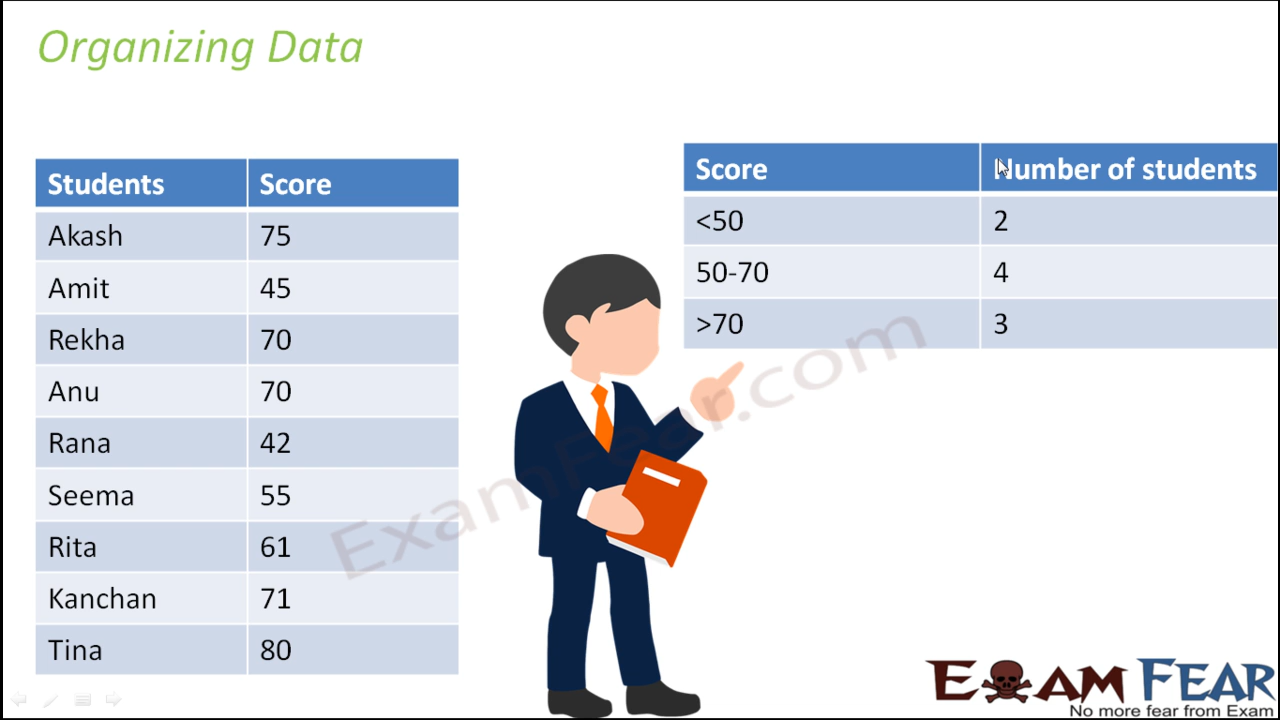 Organizing Data
Students Score
Akash 75
Amit 45
Rekha 70
Anu 70
Rana 42
Seema 55
Rita 61
Kanchan 71
Tina 80
Score Number of students
<50 2
50-70 4
>70 3
ExamFear.com
EXAM FEAR
No more fear from Exam